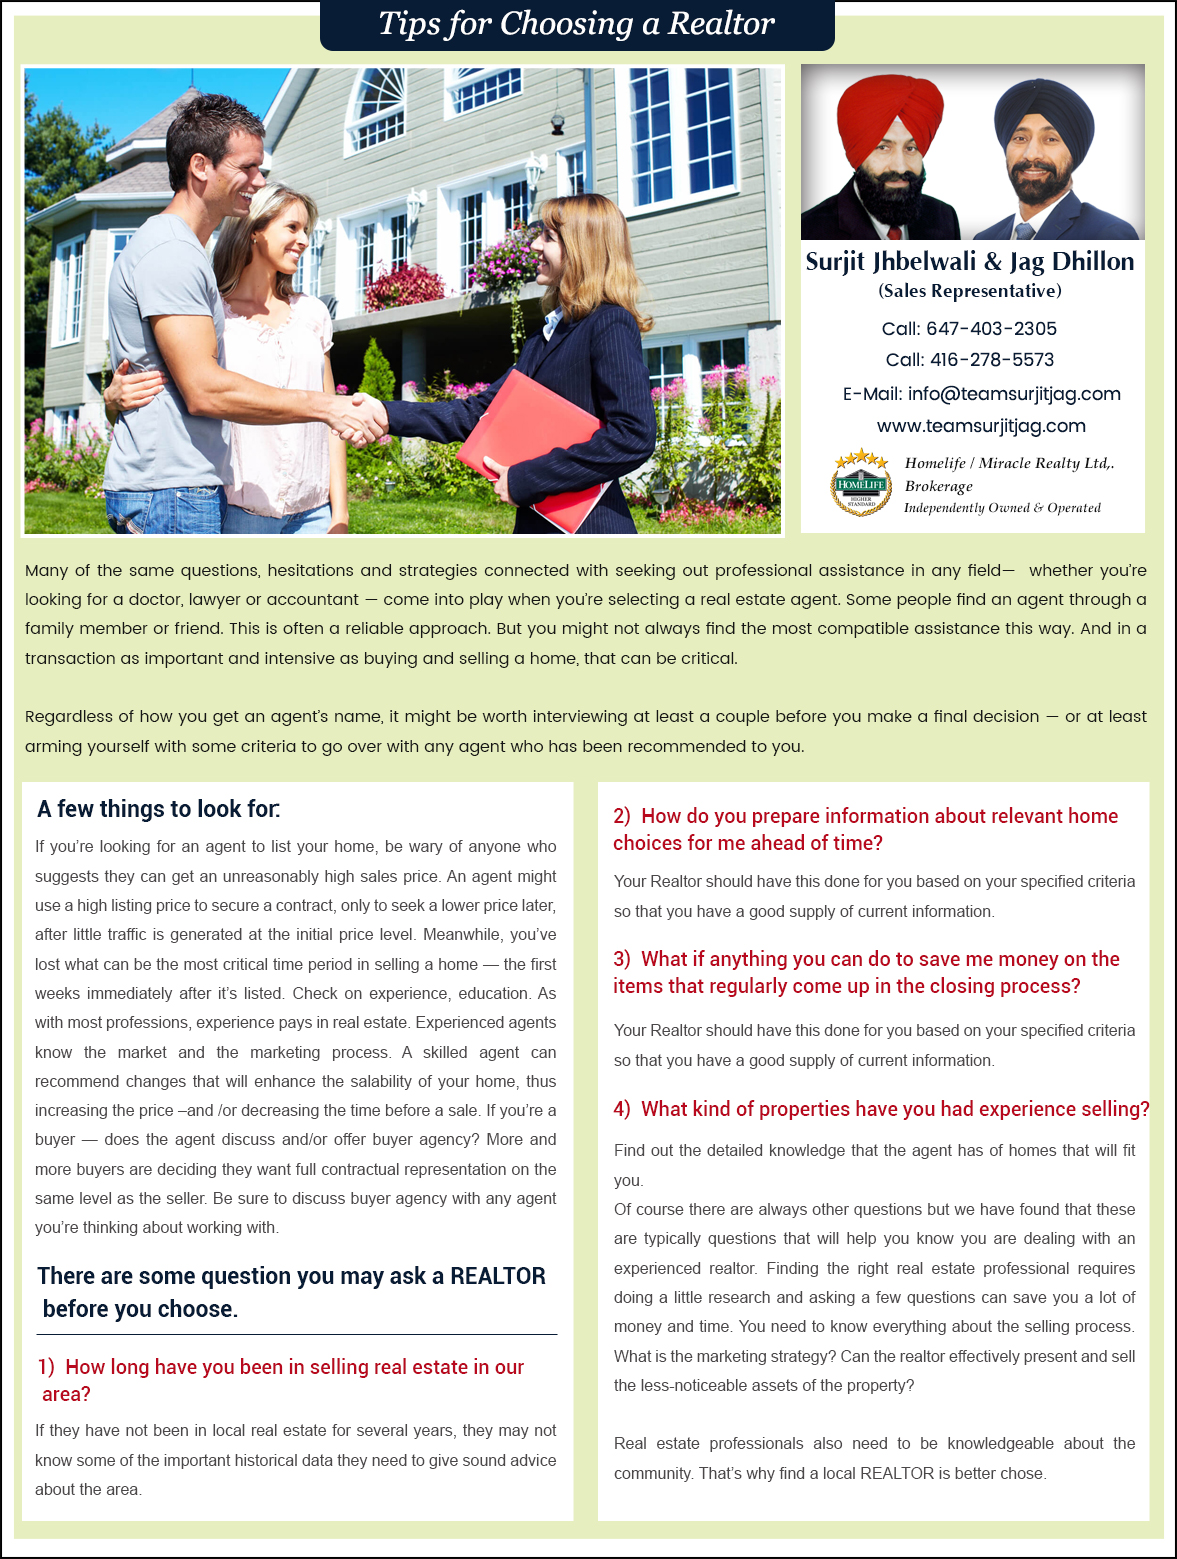 Tips for Choosing a Realtor
Surjit Jhbelwali & Jag Dhillon
(Sales Representative)
Call: 647-403-2305
Call: 416-278-5573
E-Mail: info@teamsurjitjag.com
www.teamsurjitjag.com
HOMELIFE
HIGHER
STANDARD
Homelife / Miracle Realty Ltd,.
Brokerage
Independently Owned & Operated
Many of the same questions, hesitations and strategies connected with seeking out professional assistance in any field— whether you're
looking for a doctor, lawyer or accountant — come into play when you're selecting a real estate agent. Some people find an agent through a
family member or friend. This is often a reliable approach. But you might not always find the most compatible assistance this way. And in a
transaction as important and intensive as buying and selling a home, that can be critical.
Regardless of how you get an agent's name, it might be worth interviewing at least a couple before you make a final decision — or at least
arming yourself with some criteria to go over with any agent who has been recommended to you.
A few things to look for:
If you're looking for an agent to list your home, be wary of anyone who
suggests they can get an unreasonably high sales price. An agent might
use a high listing price to secure a contract, only to seek a lower price later,
after little traffic is generated at the initial price level. Meanwhile, you've
lost what can be the most critical time period in selling a home — the first
weeks immediately after it's listed. Check on experience, education. As
with most professions, experience pays in real estate. Experienced agents
know the market and the marketing process. A skilled agent can
recommend changes that will enhance the salability of your home, thus
increasing the price –and /or decreasing the time before a sale. If you're a
buyer — does the agent discuss and/or offer buyer agency? More and
more buyers are deciding they want full contractual representation on the
same level as the seller. Be sure to discuss buyer agency with any agent
you're thinking about working with.
There are some question you may ask a REALTOR
before you choose.
1) How long have you been in selling real estate in our
area?
If they have not been in local real estate for several years, they may not
know some of the important historical data they need to give sound advice
about the area.
2) How do you prepare information about relevant home
choices for me ahead of time?
Your Realtor should have this done for you based on your specified criteria
so that you have a good supply of current information.
3) What if anything you can do to save me money on the
items that regularly come up in the closing process?
Your Realtor should have this done for you based on your specified criteria
so that you have a good supply of current information.
4) What kind of properties have you had experience selling?
Find out the detailed knowledge that the agent has of homes that will fit
you.
Of course there are always other questions but we have found that these
are typically questions that will help you know you are dealing with an
experienced realtor. Finding the right real estate professional requires
doing a little research and asking a few questions can save you a lot of
money and time. You need to know everything about the selling process.
What is the marketing strategy? Can the realtor effectively present and sell
the less-noticeable assets of the property?
Real estate professionals also need to be knowledgeable about the
community. That's why find a local REALTOR is better chose.